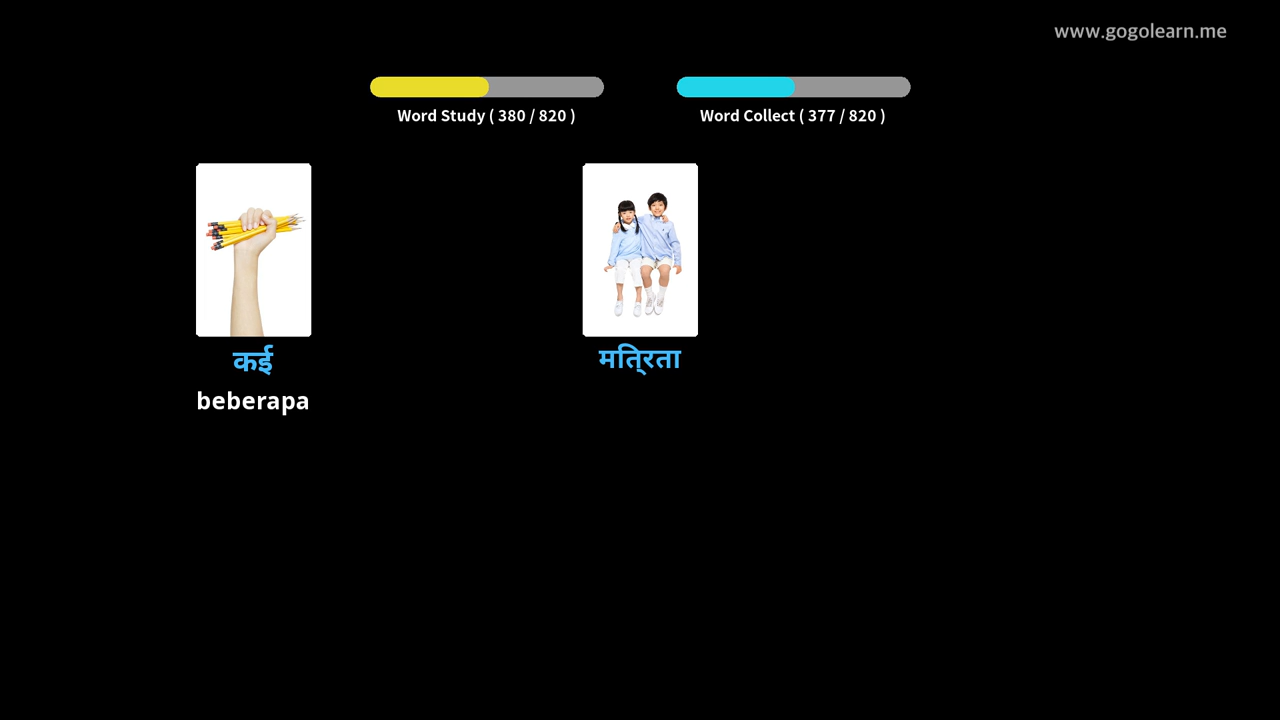 www.gogolearn.me
Word Study ( 380 / 820 )
Word Collect ( 377 / 820 )
कई
मित्रता
beberapa